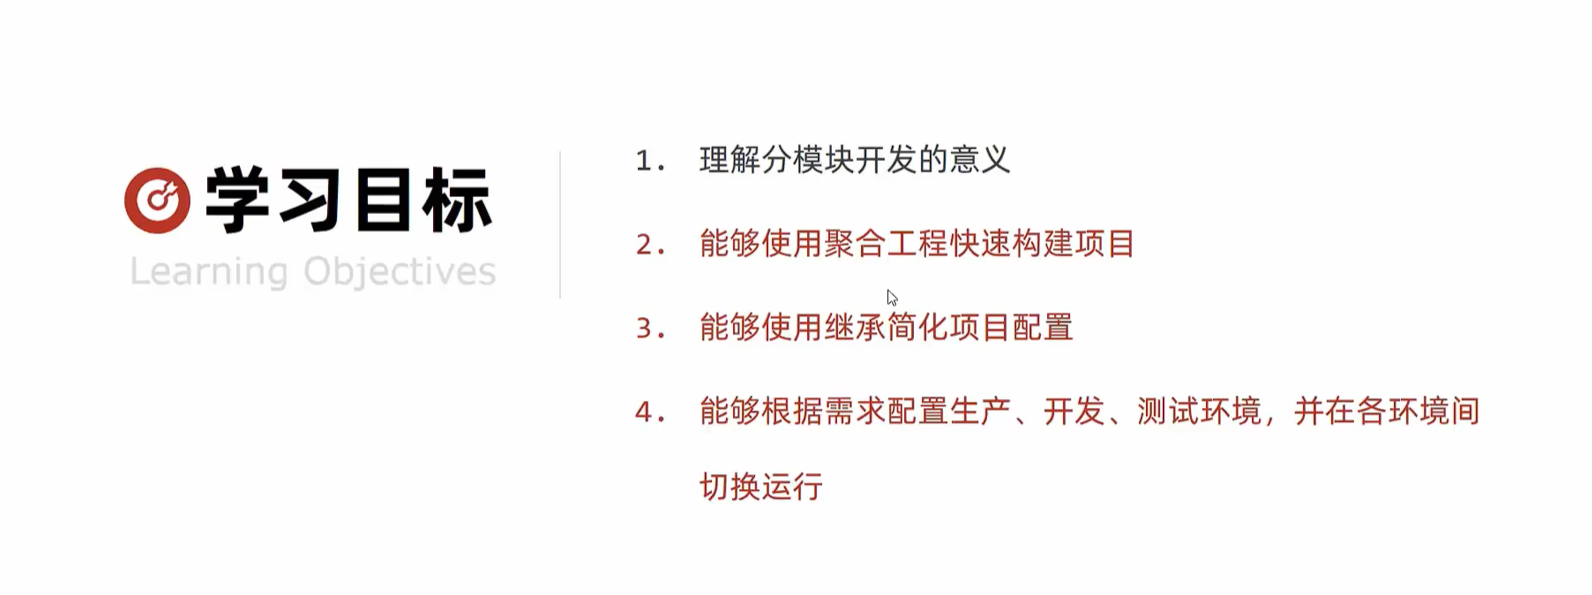 学习目标
Learning Objectives
1. 理解分模块开发的意义
2. 能够使用聚合工程快速构建项目
3. 能够使用继承简化项目配置
4. 能够根据需求配置生产、开发、测试环境，并在各环境间
切换运行